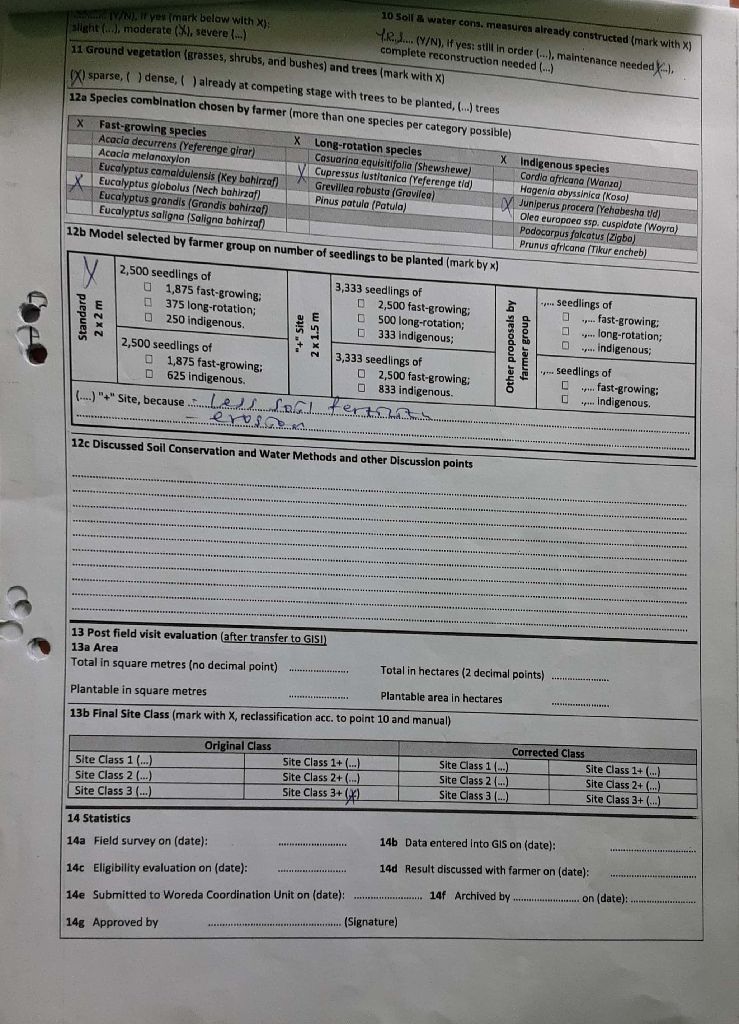 (Y/N), If yes (mark below with X):
slight (...), moderate (X), severe (...)
10 Soil & water cons. measures already constructed (mark with X)
(Y/N), If yes: still in order (...), maintenance needed (X..),
complete reconstruction needed (...)
11 Ground vegetation (grasses, shrubs, and bushes) and trees (mark with X)
(X) sparse, ( ) dense, ( ) already at competing stage with trees to be planted, (...) trees
12a Species combination chosen by farmer (more than one species per category possible)
X Fast-growing species
Acacia decurrens (Yeferenge girar)
Acacia melanoxylon
Eucalyptus camaldulensis (Key bahirzaf)
X Eucalyptus globolus (Nech bahirzaf)
Eucalyptus grandis (Grandis bahirzaf)
Eucalyptus saligna (Saligna bahirzaf)
X Long-rotation species
Casuarina equisitifolia (Shewshewe)
X Cupressus lustitanica (Yeferenge tid)
Grevillea robusta (Gravilea)
Pinus patula (Patula)
X Indigenous species
Cordia africana (Wanza)
Hagenia abyssinica (Koso)
X Juniperus procera (Yehabesha tid)
Olea europaea ssp. cuspidate (Woyra)
Podocarpus falcatus (Zigba)
Prunus africana (Tikur encheb)
12b Model selected by farmer group on number of seedlings to be planted (mark by x)
X
Standard
2 x 2 m
2,500 seedlings of
1,875 fast-growing;
375 long-rotation;
250 indigenous.
2,500 seedlings of
1,875 fast-growing;
625 indigenous.
"+" Site
2 x 1.5 m
3,333 seedlings of
2,500 fast-growing;
500 long-rotation;
333 indigenous;
3,333 seedlings of
2,500 fast-growing;
833 indigenous.
Other proposals by
farmer group
.,... seedlings of
.,... fast-growing;
.,... long-rotation;
.,... indigenous;
.,... seedlings of
.,... fast-growing;
.,... indigenous.
(....) "+" Site, because - Less soil
- eroscon
12c Discussed Soil Conservation and Water Methods and other Discussion points
13 Post field visit evaluation (after transfer to GIS!)
13a Area
Total in square metres (no decimal point) ..................
Total in hectares (2 decimal points) ..................
Plantable in square metres ..................
Plantable area in hectares ..................
13b Final Site Class (mark with X, reclassification acc. to point 10 and manual)
Original Class
Corrected Class
Site Class 1 (...) Site Class 1+ (...) Site Class 1 (...) Site Class 1+ (...)
Site Class 2 (...) Site Class 2+ (...) Site Class 2 (...) Site Class 2+ (...)
Site Class 3 (...) Site Class 3+ (X) Site Class 3 (...) Site Class 3+ (...)
14 Statistics
14a Field survey on (date): ....................
14b Data entered into GIS on (date): ....................
14c Eligibility evaluation on (date): ....................
14d Result discussed with farmer on (date): ....................
14e Submitted to Woreda Coordination Unit on (date): ....................
14f Archived by .................... on (date): ....................
14g Approved by ........................................ (Signature)